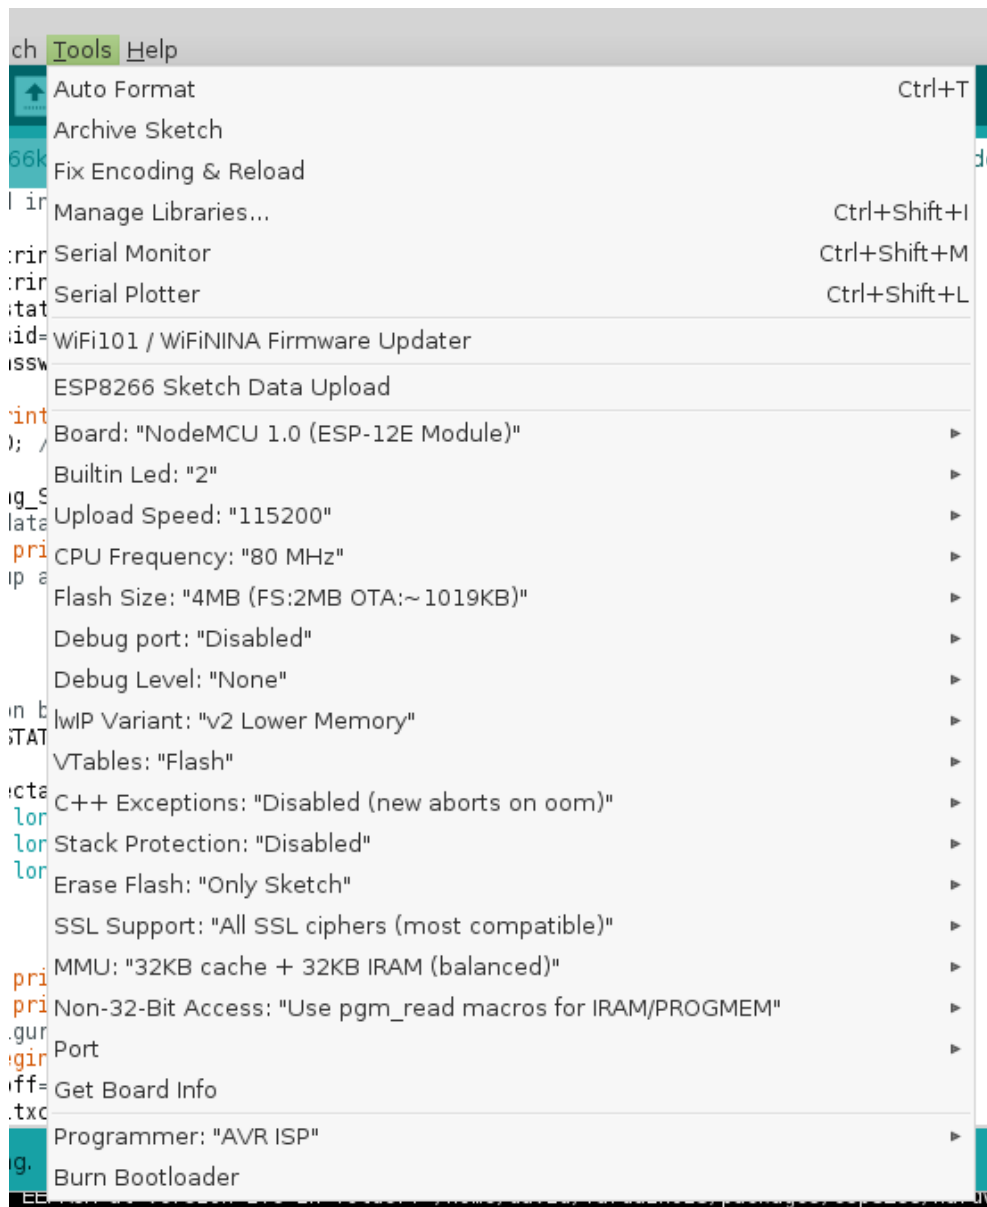 Tools Help
Auto Format Ctrl+T
Archive Sketch
Fix Encoding & Reload
Manage Libraries... Ctrl+Shift+I
Serial Monitor Ctrl+Shift+M
Serial Plotter Ctrl+Shift+L
WiFi101 / WiFiNINA Firmware Updater
ESP8266 Sketch Data Upload
Board: "NodeMCU 1.0 (ESP-12E Module)"
Builtin Led: "2"
Upload Speed: "115200"
CPU Frequency: "80 MHz"
Flash Size: "4MB (FS:2MB OTA:~1019KB)"
Debug port: "Disabled"
Debug Level: "None"
lwIP Variant: "v2 Lower Memory"
VTables: "Flash"
C++ Exceptions: "Disabled (new aborts on oom)"
Stack Protection: "Disabled"
Erase Flash: "Only Sketch"
SSL Support: "All SSL ciphers (most compatible)"
MMU: "32KB cache + 32KB IRAM (balanced)"
Non-32-Bit Access: "Use pgm_read macros for IRAM/PROGMEM"
Port
Get Board Info
Programmer: "AVR ISP"
Burn Bootloader